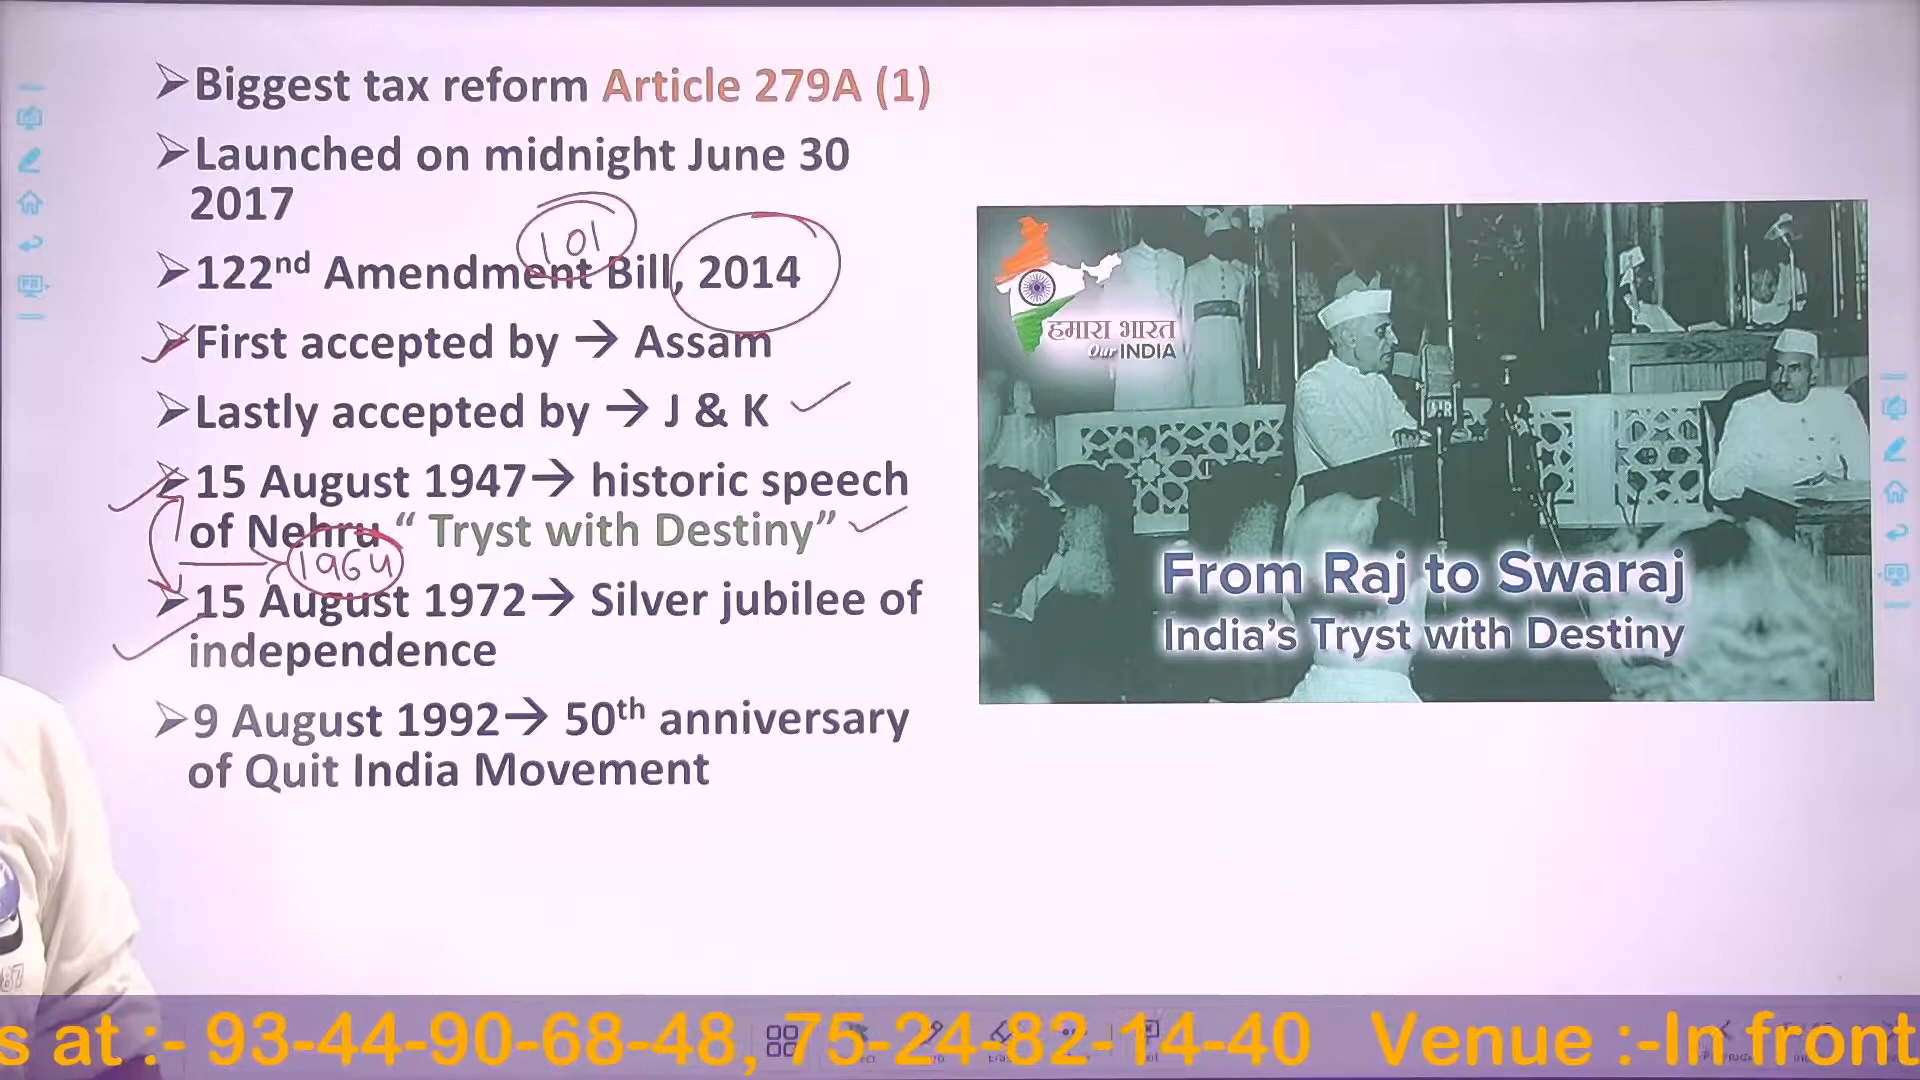 ➢Biggest tax reform Article 279A (1)
➢Launched on midnight June 30
2017
101
➢122nd Amendment Bill, 2014
➢First accepted by → Assam
➢Lastly accepted by → J & K
➢15 August 1947→ historic speech
of Nehru “ Tryst with Destiny”
1964
➢15 August 1972→ Silver jubilee of
independence
➢9 August 1992→ 50th anniversary
of Quit India Movement
हमारा भारत
Our INDIA
AIR
From Raj to Swaraj
India’s Tryst with Destiny
87
s at :- 93-44-90-68-48, 75-24-82-14-40 Venue :-In front